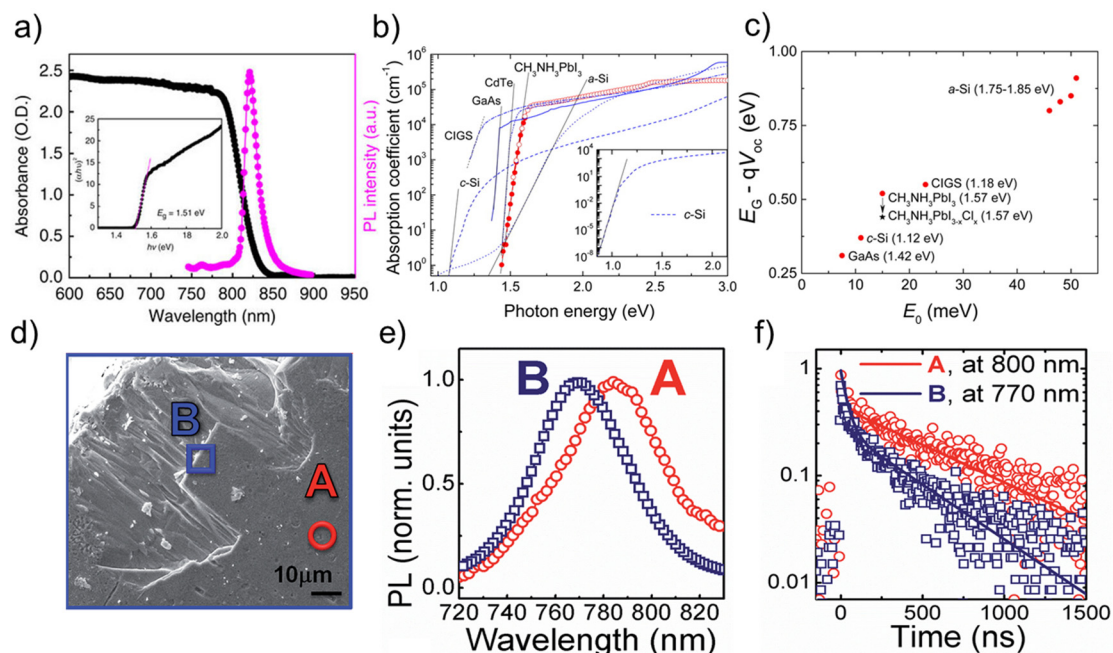 a)
Absorbance (O.D.)
2.5
2.0
1.5
1.0
0.5
0.0
600 650 700 750 800 850 900 950
Wavelength (nm)
PL intensity (a.u.)
(αhν)³
25
20
15
10
5
0
1.4 1.6 1.8 2.0
hν (eV)
E_g = 1.51 eV
b)
Absorption coefficient (cm⁻¹)
10⁶
10⁵
10⁴
10³
10²
10¹
10⁰
1.0 1.5 2.0 2.5 3.0
Photon energy (eV)
CH₃NH₃PbI₃
CdTe
a-Si
GaAs
CIGS
c-Si
10⁴
10³
10²
10¹
10⁰
10⁻¹
10⁻²
10⁻³
10⁻⁴
1.0 1.5 2.0
c-Si
c)
E_G - qV_oc (eV)
1.00
0.75
0.50
0.25
0 10 20 30 40 50
E₀ (meV)
a-Si (1.75-1.85 eV)
CIGS (1.18 eV)
CH₃NH₃PbI₃ (1.57 eV)
CH₃NH₃PbI₃₋ₓClₓ (1.57 eV)
c-Si (1.12 eV)
GaAs (1.42 eV)
d)
B
A
10μm
e)
B A
PL (norm. units)
1.0
0.5
0.0
720 740 760 780 800 820
Wavelength (nm)
f)
A, at 800 nm
B, at 770 nm
1
0.1
0.01
0 500 1000 1500
Time (ns)